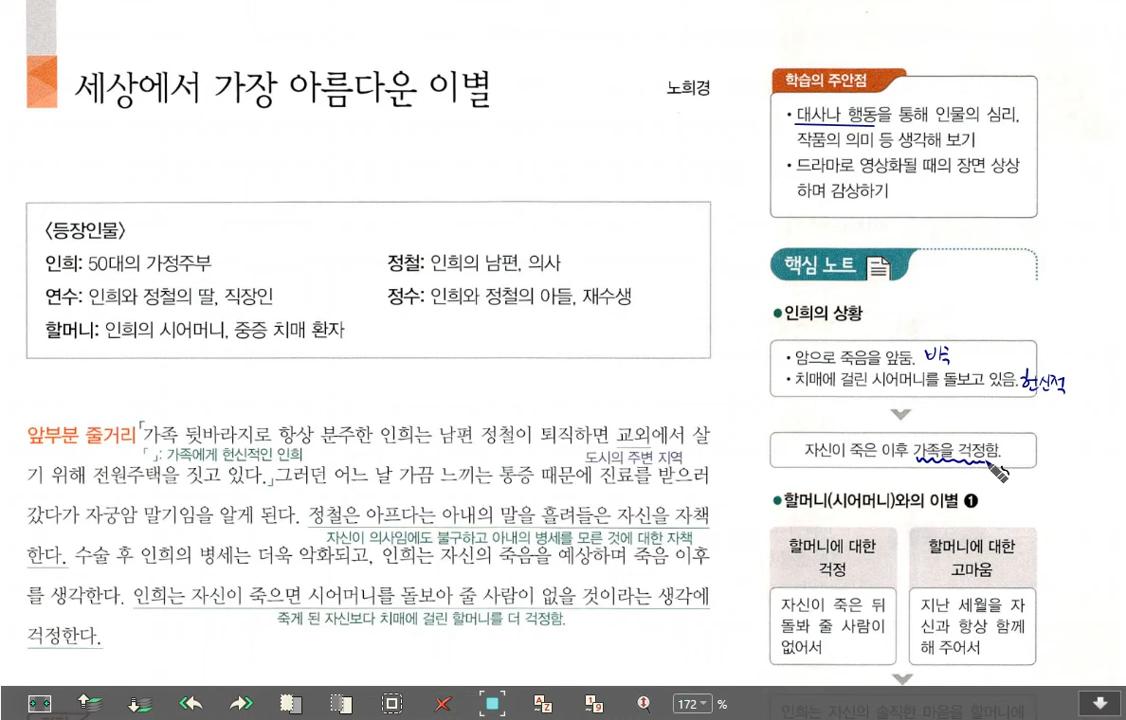 세상에서 가장 아름다운 이별
노희경
<등장인물>
인희: 50대의 가정주부
정철: 인희의 남편, 의사
연수: 인희와 정철의 딸, 직장인
정수: 인희와 정철의 아들, 재수생
할머니: 인희의 시어머니, 중증 치매 환자
앞부분 줄거리 「가족 뒷바라지로 항상 분주한 인희는 남편 정철이 퇴직하면 교외에서 살
「 」: 가족에게 헌신적인 인희
도시의 주변 지역
기 위해 전원주택을 짓고 있다.」그러던 어느 날 가끔 느끼는 통증 때문에 진료를 받으러
갔다가 자궁암 말기임을 알게 된다. 정철은 아프다는 아내의 말을 흘려들은 자신을 자책
자신이 의사임에도 불구하고 아내의 병세를 모른 것에 대한 자책
한다. 수술 후 인희의 병세는 더욱 악화되고, 인희는 자신의 죽음을 예상하며 죽음 이후
를 생각한다. 인희는 자신이 죽으면 시어머니를 돌보아 줄 사람이 없을 것이라는 생각에
죽게 된 자신보다 치매에 걸린 할머니를 더 걱정함.
걱정한다.
학습의 주안점
• 대사나 행동을 통해 인물의 심리,
작품의 의미 등 생각해 보기
• 드라마로 영상화될 때의 장면 상상
하며 감상하기
핵심 노트
●인희의 상황
• 암으로 죽음을 앞둠.
• 치매에 걸린 시어머니를 돌보고 있음. 헌신적
자신이 죽은 이후 가족을 걱정함.
●할머니(시어머니)와의 이별 ❶
할머니에 대한
걱정
할머니에 대한
고마움
자신이 죽은 뒤
돌봐 줄 사람이
없어서
지난 세월을 자
신과 항상 함께
해 주어서
인희는 자신의 솔직한 마음을 할머니에
172 %